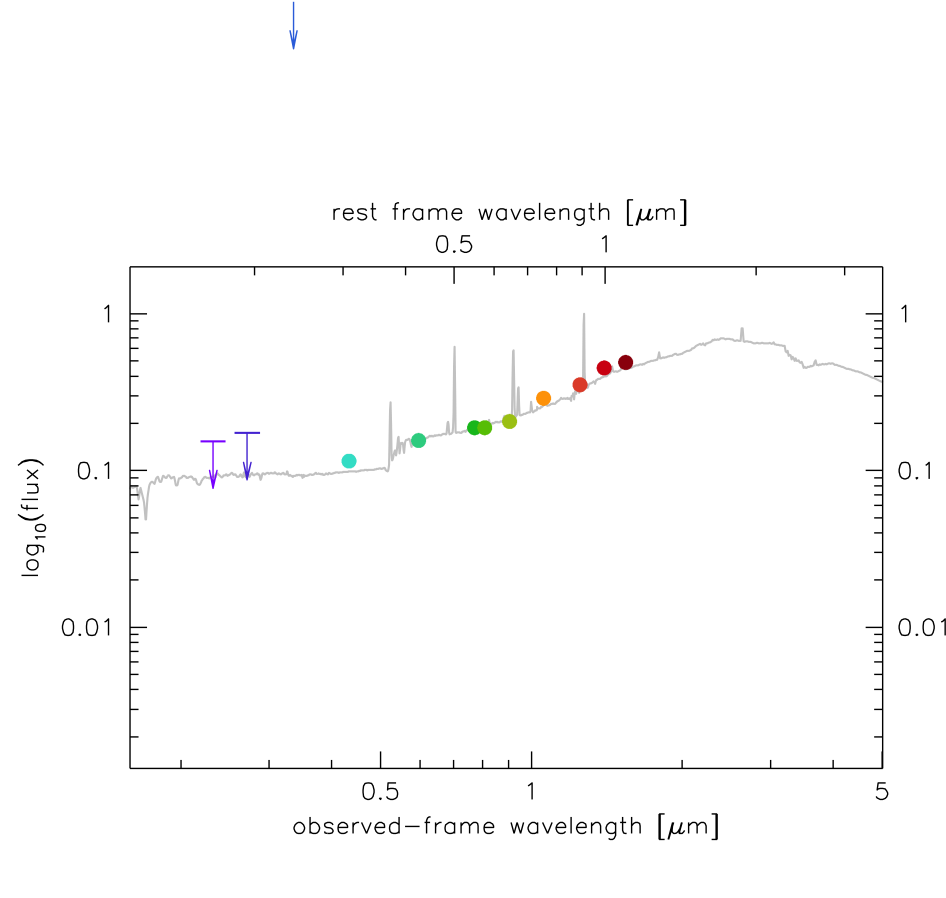 rest frame wavelength [μm]
0.5 1
1 1
0.1 0.1
0.01 0.01
log10(flux)
0.5 1 5
observed-frame wavelength [μm]